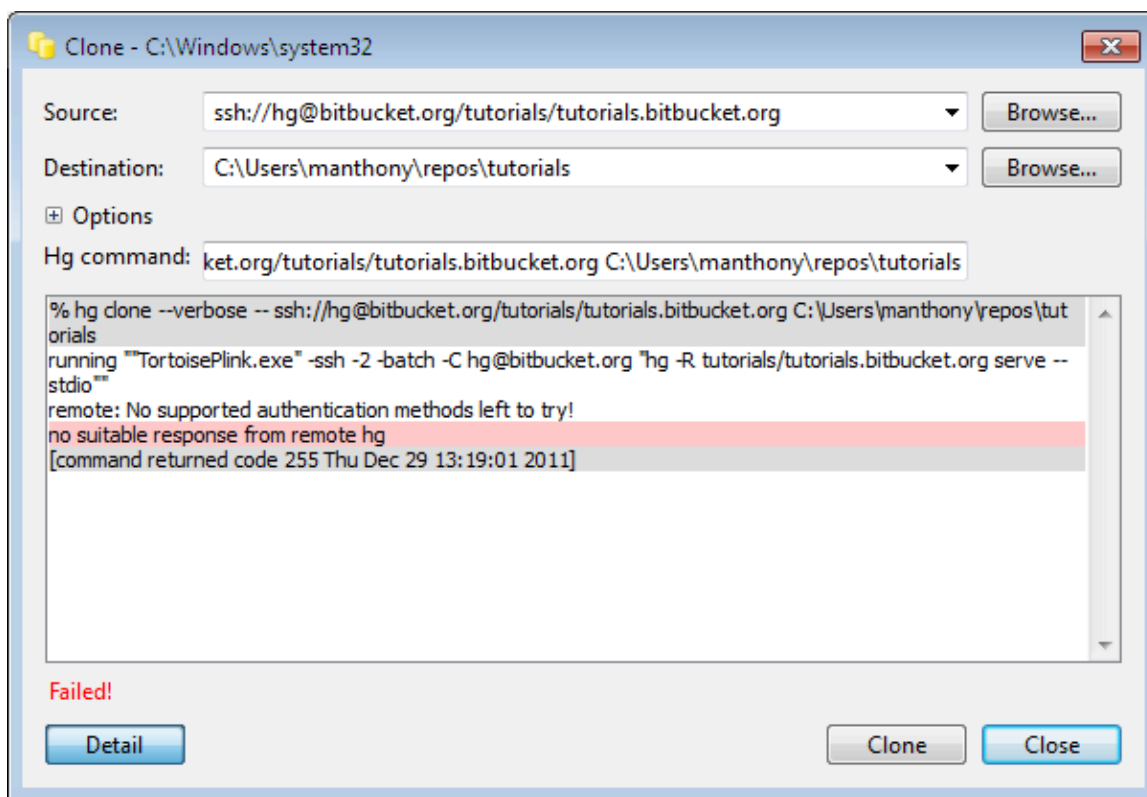 Clone - C:\Windows\system32
Source: ssh://hg@bitbucket.org/tutorials/tutorials.bitbucket.org Browse...
Destination: C:\Users\manthony\repos\tutorials Browse...
Options
Hg command: ket.org/tutorials/tutorials.bitbucket.org C:\Users\manthony\repos\tutorials
% hg clone --verbose -- ssh://hg@bitbucket.org/tutorials/tutorials.bitbucket.org C:\Users\manthony\repos\tut
orials
running ""TortoisePlink.exe" -ssh -2 -batch -C hg@bitbucket.org "hg -R tutorials/tutorials.bitbucket.org serve --
stdio""
remote: No supported authentication methods left to try!
no suitable response from remote hg
[command returned code 255 Thu Dec 29 13:19:01 2011]
Failed!
Detail Clone Close